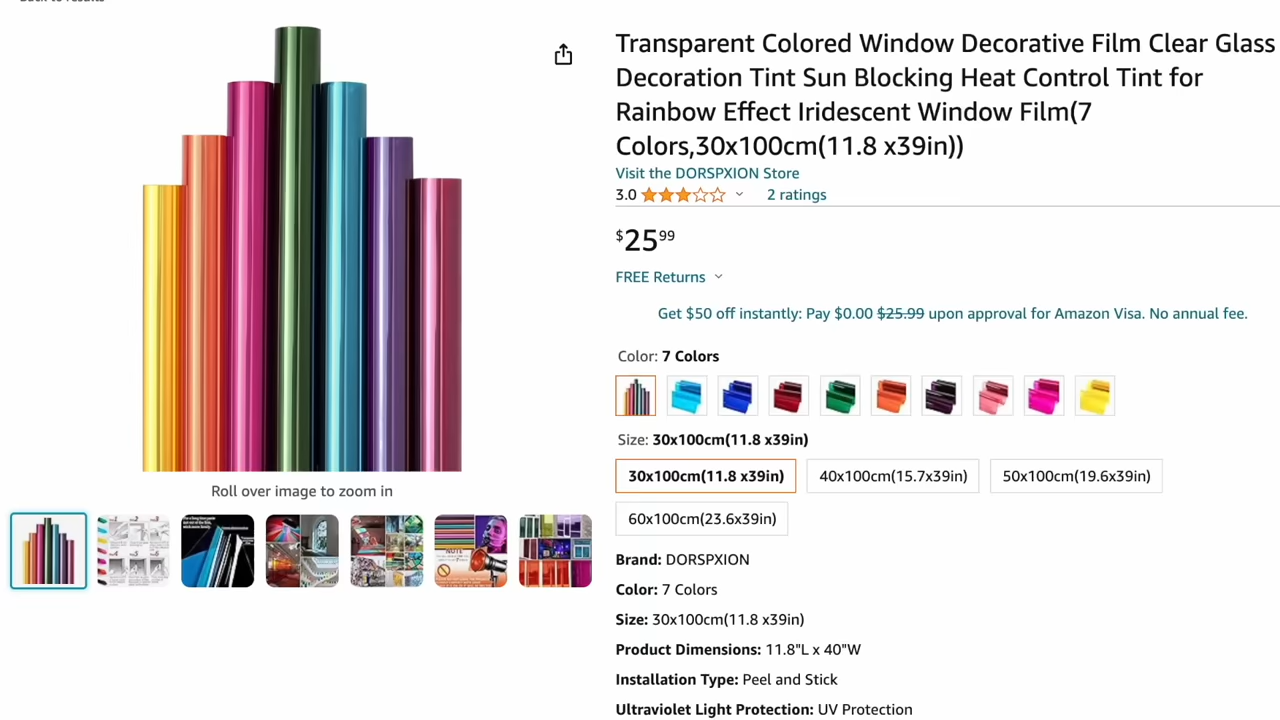 Back to results
Transparent Colored Window Decorative Film Clear Glass
Decoration Tint Sun Blocking Heat Control Tint for
Rainbow Effect Iridescent Window Film(7
Colors,30x100cm(11.8 x39in))
Visit the DORSPXION Store
3.0 2 ratings
$25.99
FREE Returns
Get $50 off instantly: Pay $0.00 $25.99 upon approval for Amazon Visa. No annual fee.
Color: 7 Colors
Size: 30x100cm(11.8 x39in)
30x100cm(11.8 x39in) 40x100cm(15.7x39in) 50x100cm(19.6x39in)
60x100cm(23.6x39in)
Roll over image to zoom in
NOTE
Brand: DORSPXION
Color: 7 Colors
Size: 30x100cm(11.8 x39in)
Product Dimensions: 11.8"L x 40"W
Installation Type: Peel and Stick
Ultraviolet Light Protection: UV Protection